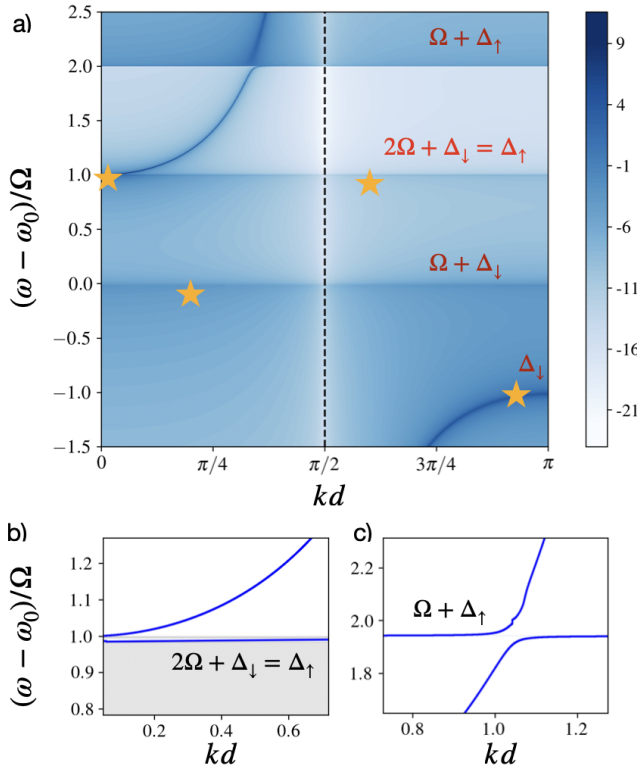 a)
2.5
2.0
1.5
1.0
0.5
0.0
−0.5
−1.0
−1.5
(ω − ω₀)/Ω
Ω + Δ↑
2Ω + Δ↓ = Δ↑
Ω + Δ↓
Δ↓
0 π/4 π/2 3π/4 π
kd
9
4
-1
-6
-11
-16
-21
b)
(ω − ω₀)/Ω
1.2
1.1
1.0
0.9
0.8
2Ω + Δ↓ = Δ↑
0.2 0.4 0.6
kd
c)
2.2
2.0
1.8
Ω + Δ↑
0.8 1.0 1.2
kd